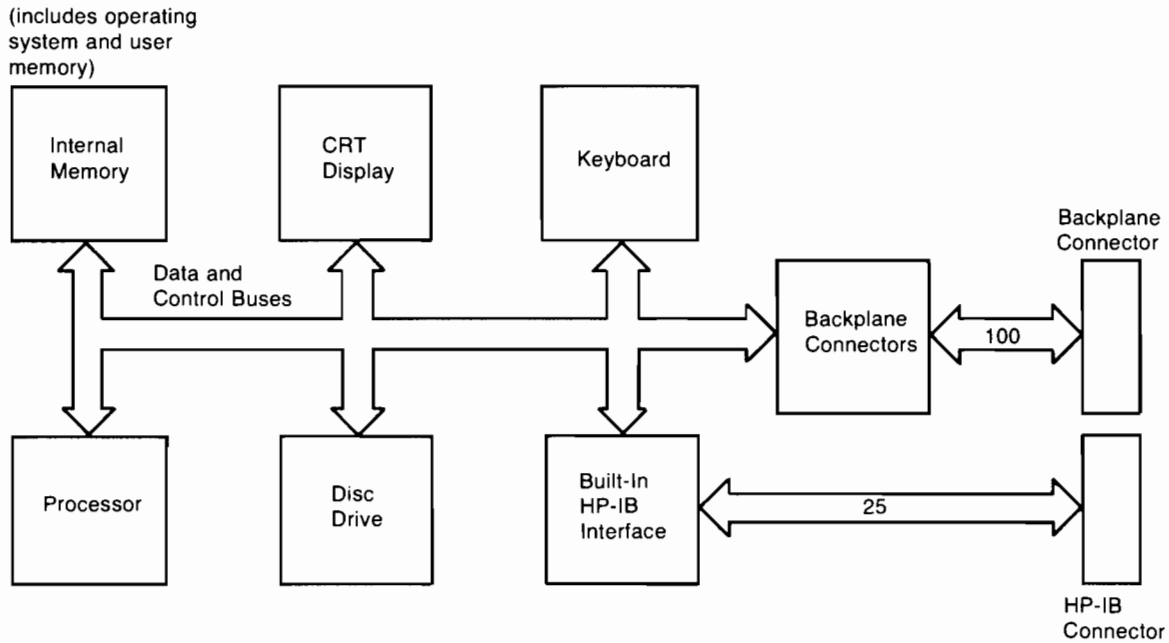 (includes operating
system and user
memory)
Internal
Memory
CRT
Display
Keyboard
Backplane
Connector
Data and
Control Buses
Backplane
Connectors
100
Processor
Disc
Drive
Built-In
HP-IB
Interface
25
HP-IB
Connector